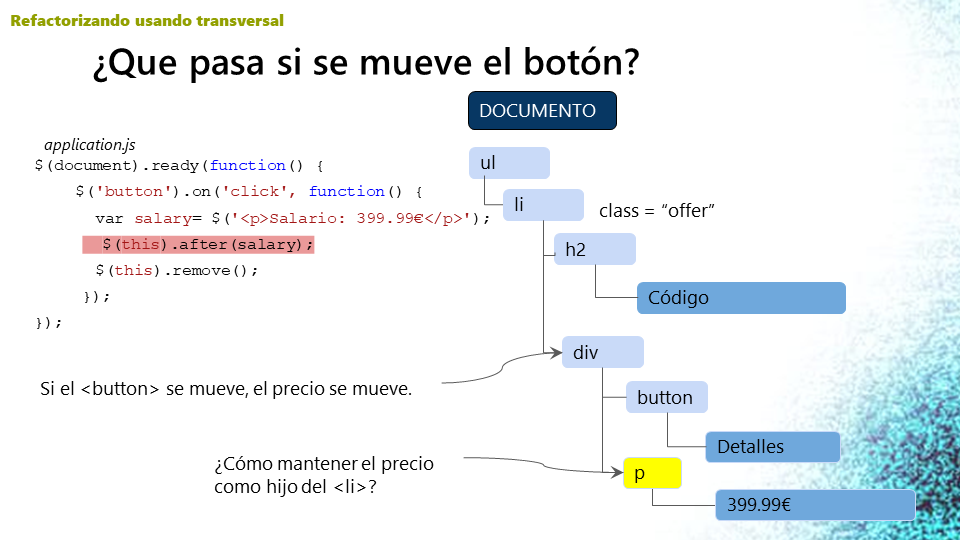 Refactorizando usando transversal
¿Que pasa si se mueve el botón?
DOCUMENTO
application.js
$(document).ready(function() {
$('button').on('click', function() {
var salary= $('<p>Salario: 399.99€</p>');
$(this).after(salary);
$(this).remove();
});
});
ul
li
class = “offer”
h2
Código
div
Si el <button> se mueve, el precio se mueve.
button
Detalles
¿Cómo mantener el precio
como hijo del <li>?
p
399.99€